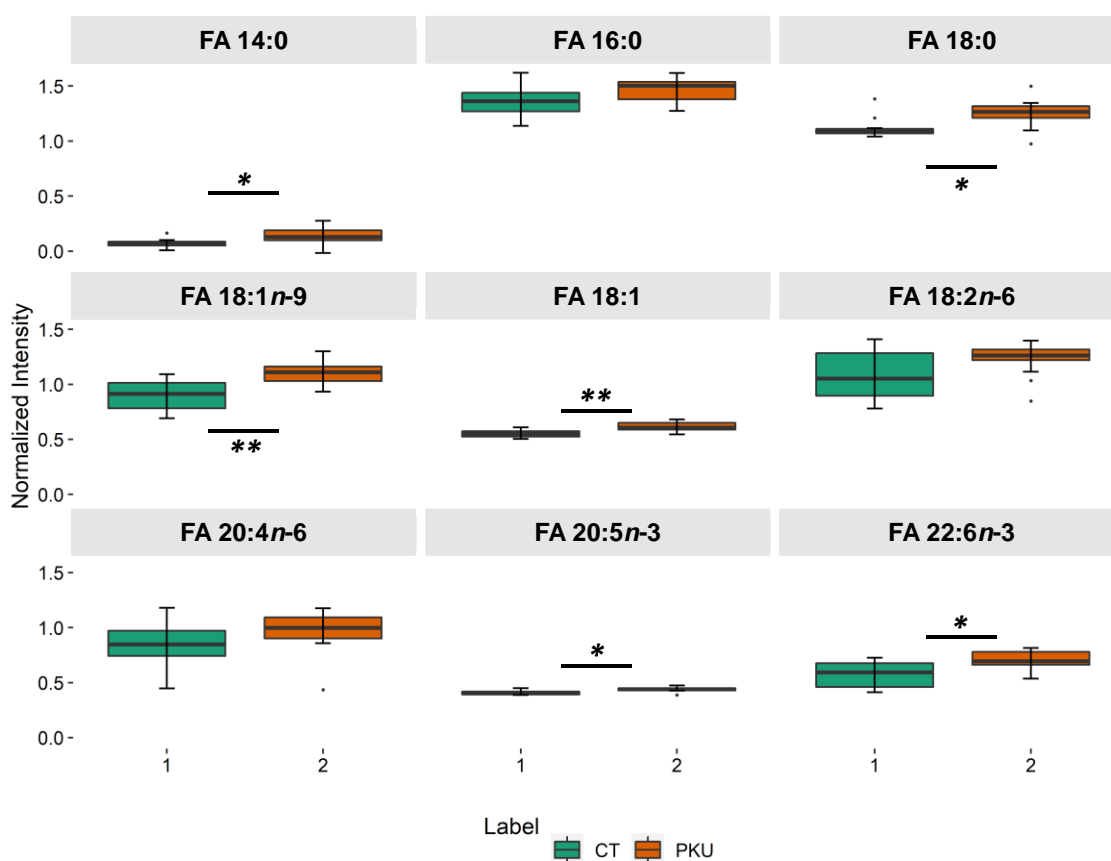 FA 14:0 FA 16:0 FA 18:0
1.5
1.0
0.5
0.0
*
*
FA 18:1n-9 FA 18:1 FA 18:2n-6
Normalized Intensity
1.5
1.0
0.5
0.0
**
**
FA 20:4n-6 FA 20:5n-3 FA 22:6n-3
1.5
1.0
0.5
0.0
*
*
1 2 1 2 1 2
Label
CT PKU